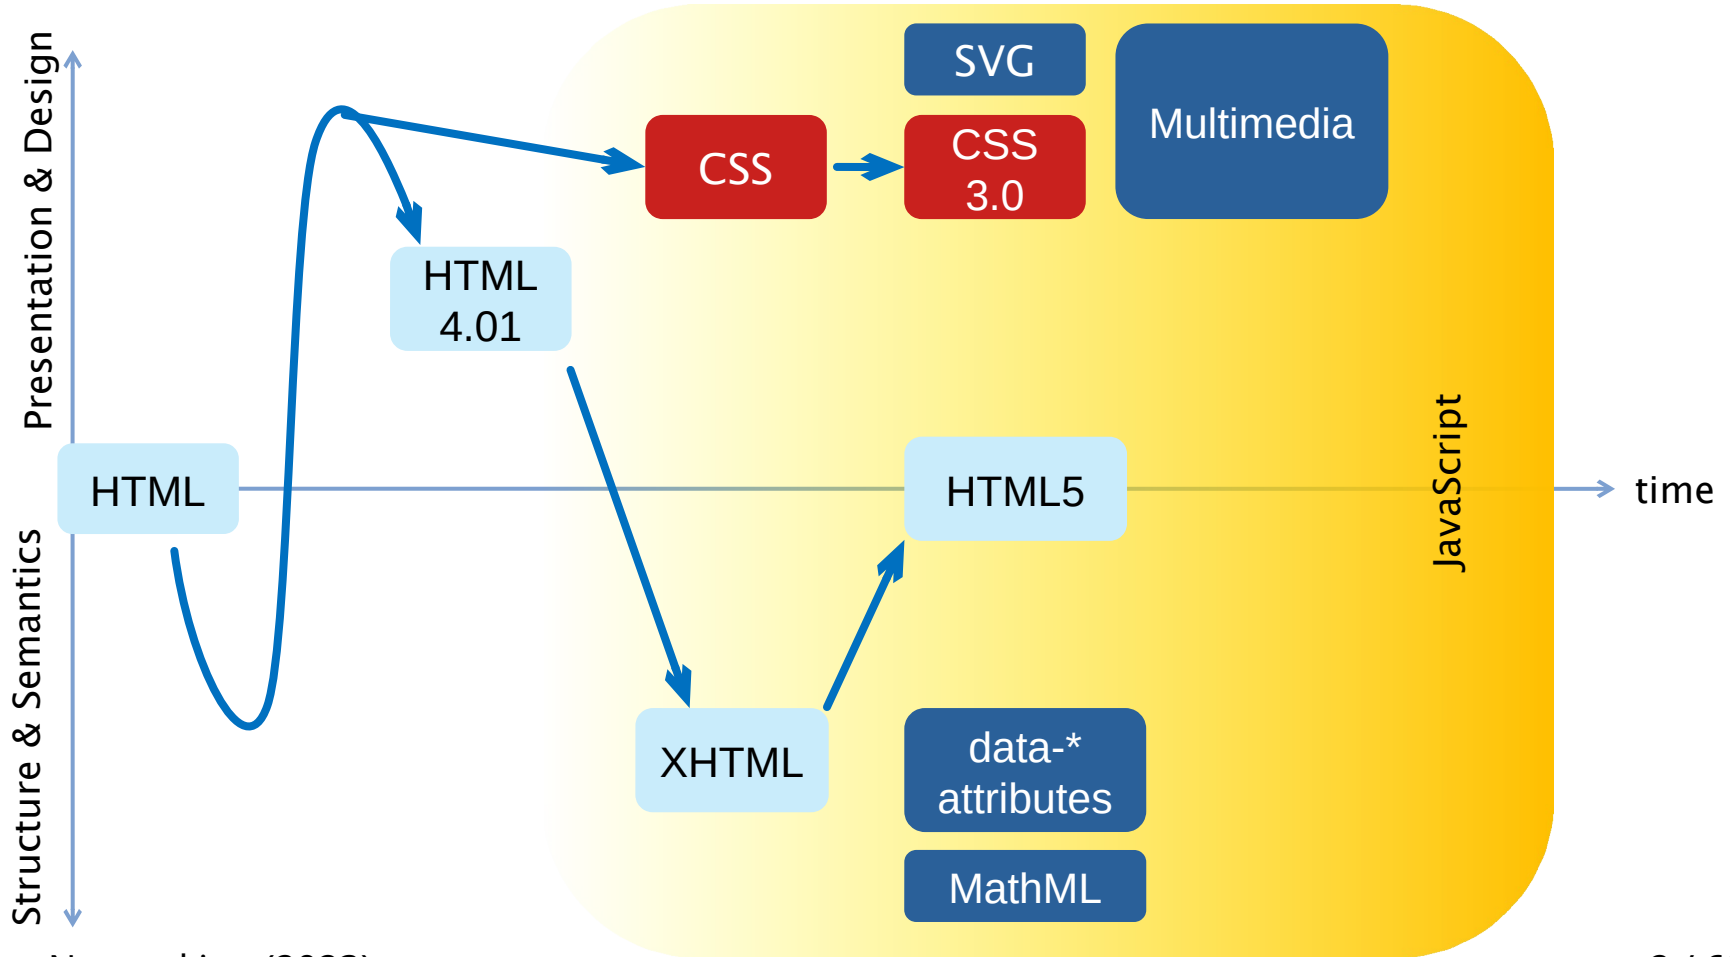 Presentation & Design
SVG
Multimedia
CSS
CSS
3.0
HTML
4.01
JavaScript
HTML
HTML5
time
Structure & Semantics
XHTML
data-*
attributes
MathML